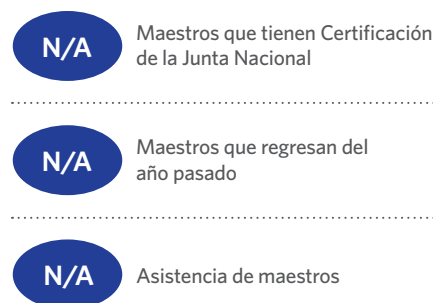 N/A
Maestros que tienen Certificación
de la Junta Nacional
N/A
Maestros que regresan del
año pasado
N/A
Asistencia de maestros